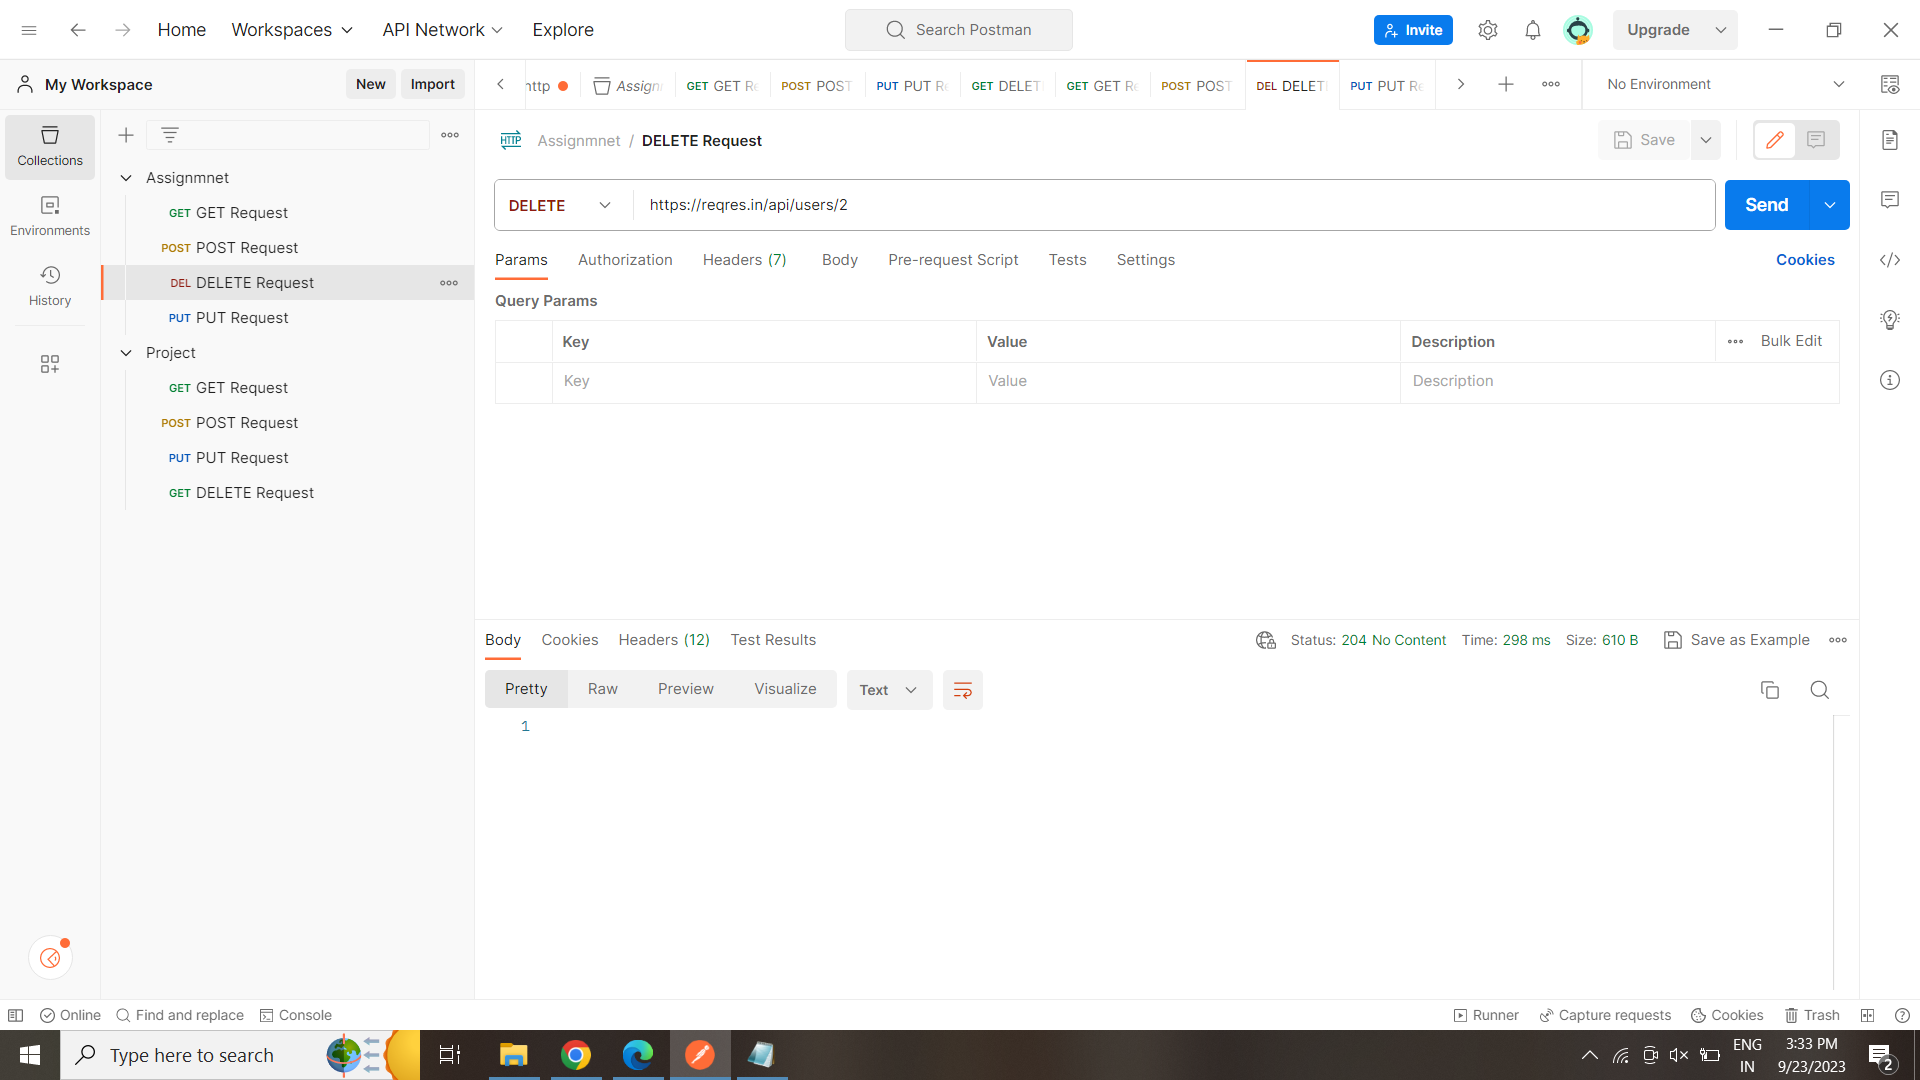 Home Workspaces API Network Explore Search Postman Invite Upgrade
My Workspace New Import
http Assign GET GET Re POST POST PUT PUT Re GET DELET GET GET Re POST POST DEL DELET PUT PUT Re No Environment
Collections
Environments
History
Assignmnet
GET GET Request
POST POST Request
DEL DELETE Request
PUT PUT Request
Project
GET GET Request
POST POST Request
PUT PUT Request
GET DELETE Request
HTTP Assignmnet / DELETE Request Save
DELETE https://reqres.in/api/users/2 Send
Params Authorization Headers (7) Body Pre-request Script Tests Settings Cookies
Query Params
Key Value Description Bulk Edit
Key Value Description
Body Cookies Headers (12) Test Results Status: 204 No Content Time: 298 ms Size: 610 B Save as Example
Pretty Raw Preview Visualize Text
1
Online Find and replace Console Runner Capture requests Cookies Trash
Type here to search
ENG
IN
3:33 PM
9/23/2023
2